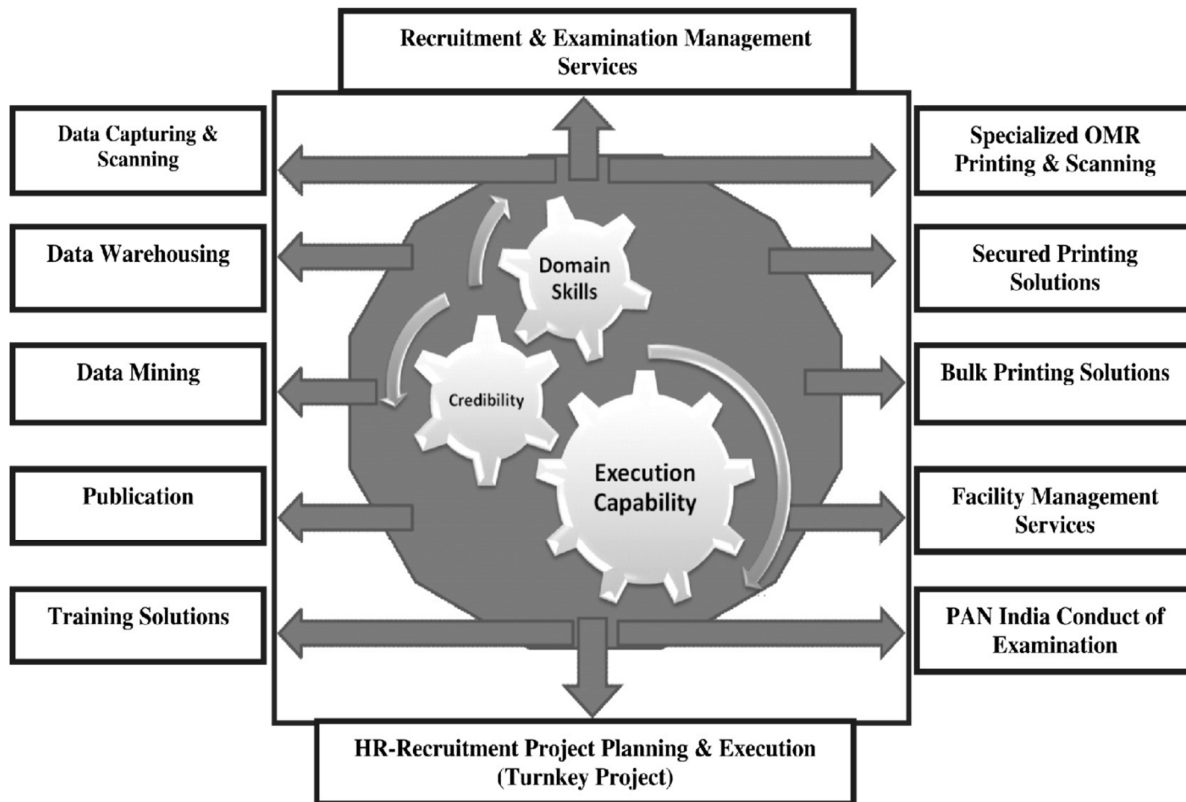 Recruitment & Examination Management
Services
Data Capturing &
Scanning
Specialized OMR
Printing & Scanning
Data Warehousing
Secured Printing
Solutions
Domain
Skills
Data Mining
Bulk Printing Solutions
Credibility
Execution
Capability
Publication
Facility Management
Services
Training Solutions
PAN India Conduct of
Examination
HR-Recruitment Project Planning & Execution
(Turnkey Project)